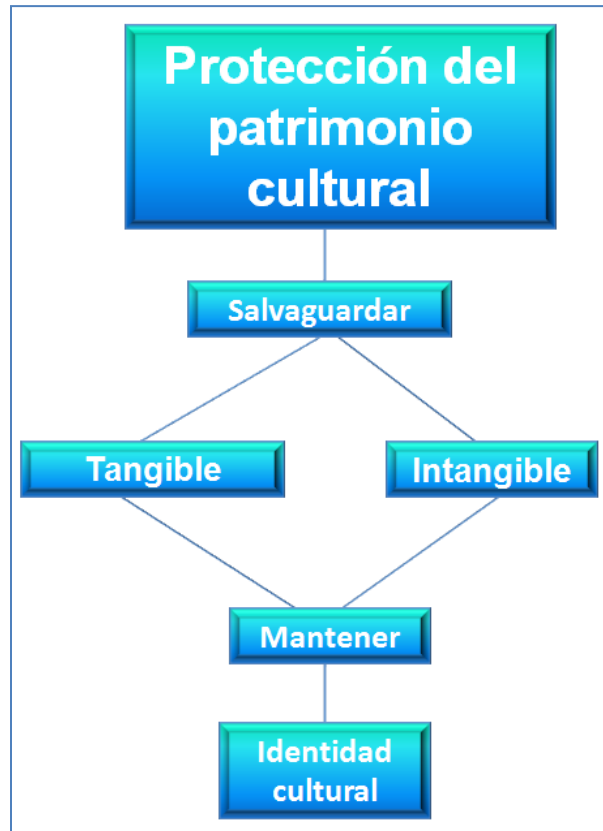 Protección del
patrimonio
cultural
Salvaguardar
Tangible
Intangible
Mantener
Identidad
cultural